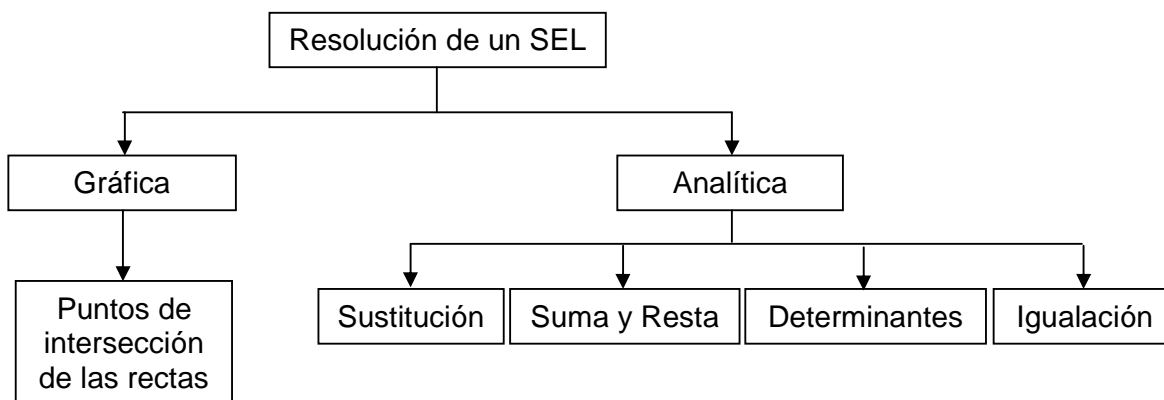 Resolución de un SEL
Gráfica
Analítica
Puntos de
intersección
de las rectas
Sustitución
Suma y Resta
Determinantes
Igualación